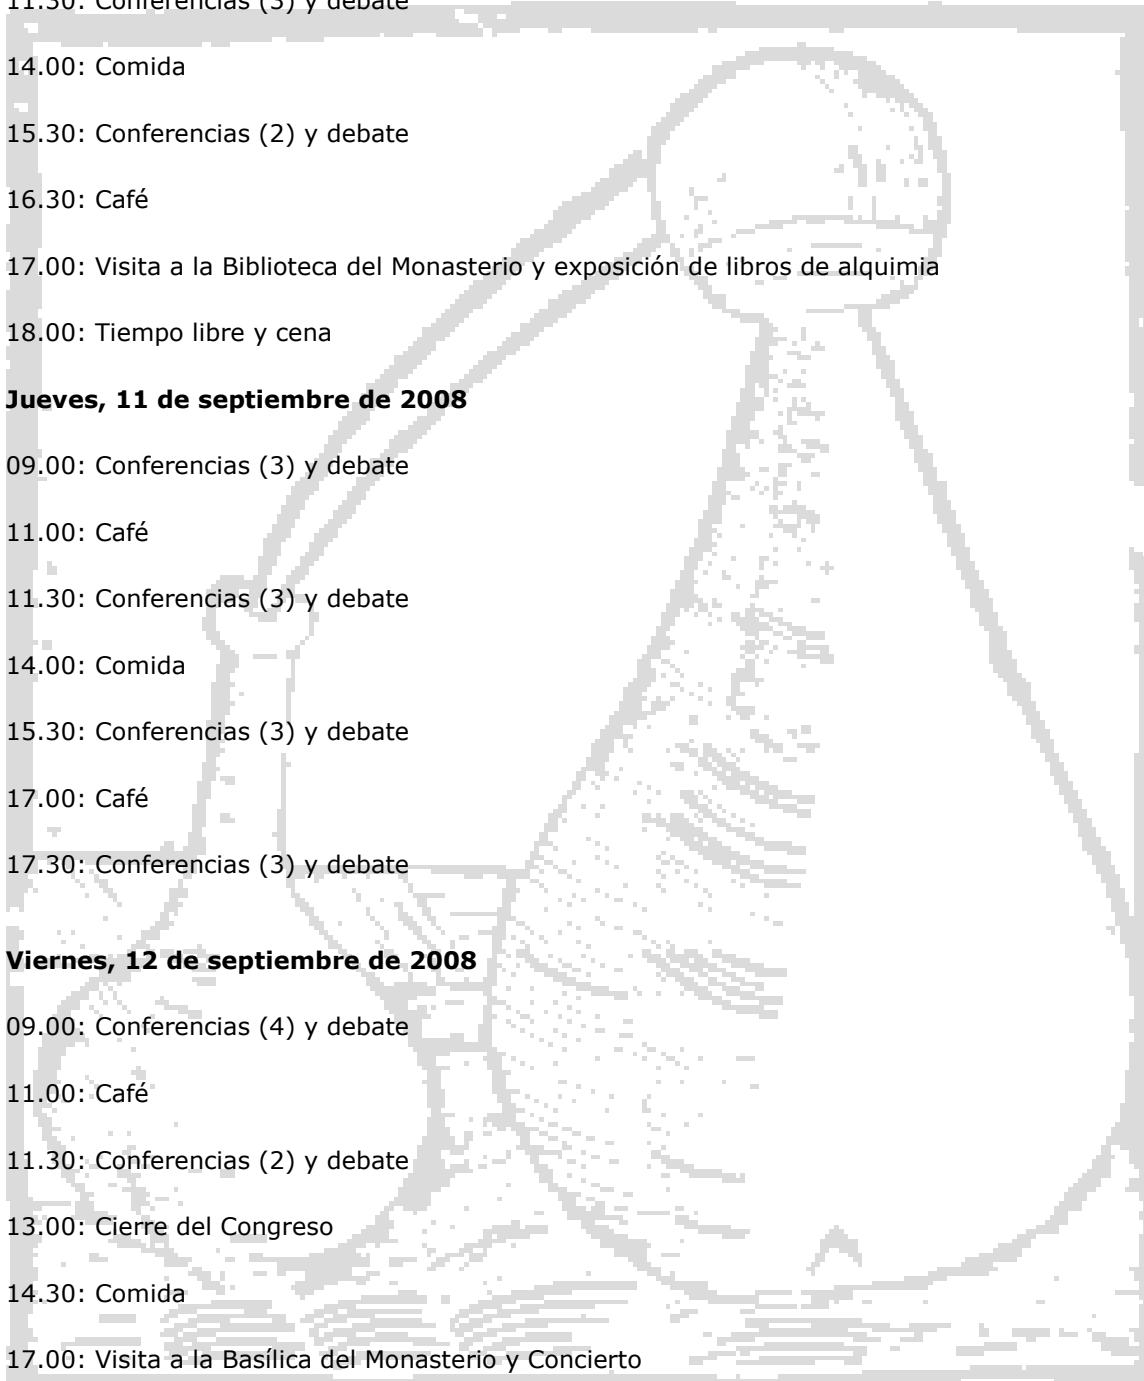 11.30: Conferencias (3) y debate
14.00: Comida
15.30: Conferencias (2) y debate
16.30: Café
17.00: Visita a la Biblioteca del Monasterio y exposición de libros de alquimia
18.00: Tiempo libre y cena
Jueves, 11 de septiembre de 2008
09.00: Conferencias (3) y debate
11.00: Café
11.30: Conferencias (3) y debate
14.00: Comida
15.30: Conferencias (3) y debate
17.00: Café
17.30: Conferencias (3) y debate
Viernes, 12 de septiembre de 2008
09.00: Conferencias (4) y debate
11.00: Café
11.30: Conferencias (2) y debate
13.00: Cierre del Congreso
14.30: Comida
17.00: Visita a la Basílica del Monasterio y Concierto